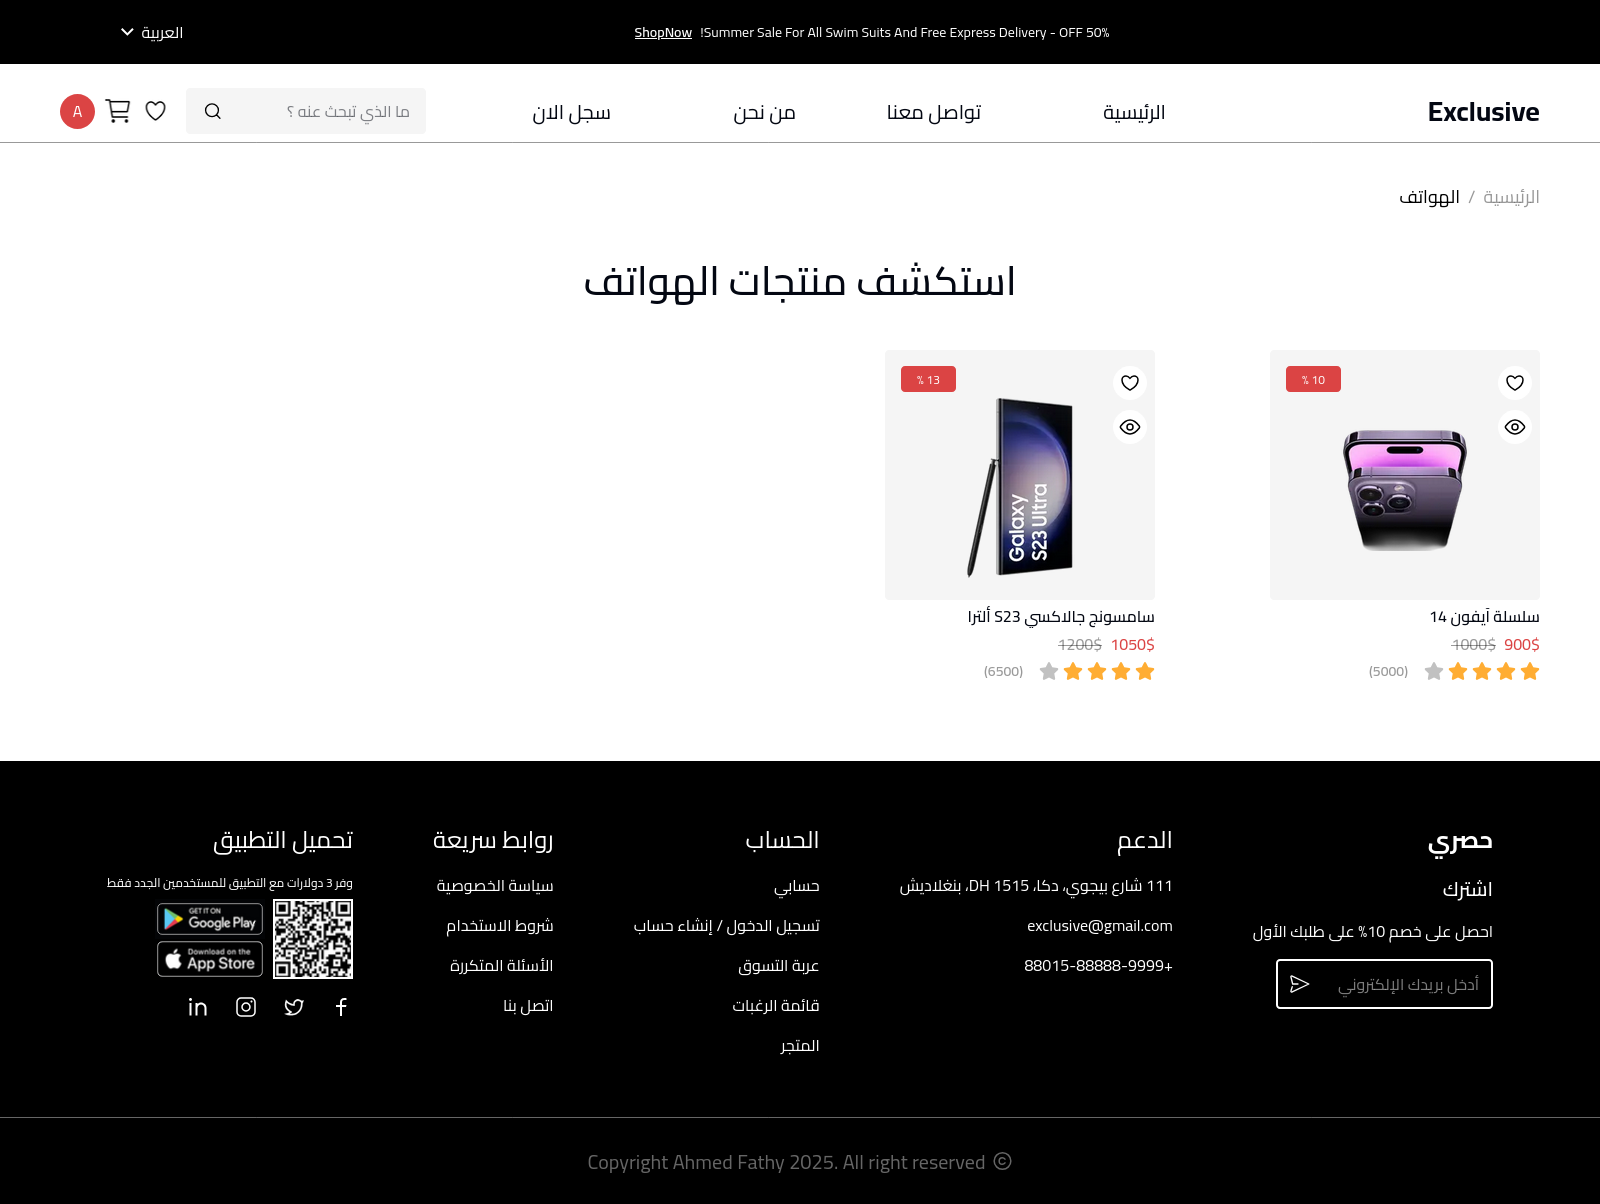 Summer Sale For All Swim Suits And Free Express Delivery - OFF 50%! ShopNow
العربية
Exclusive
الرئيسية
تواصل معنا
من نحن
سجل الان
ما الذي تبحث عنه ؟
A
الرئيسية / الهواتف
استكشف منتجات الهواتف
10 %
سلسلة آيفون 14
900$ 1000$
(5000)
13 %
Galaxy
S23 Ultra
سامسونج جالاكسي S23 ألترا
1050$ 1200$
(6500)
حصري
اشترك
احصل على خصم 10% على طلبك الأول
أدخل بريدك الإلكتروني
الدعم
111 شارع بيجوي، دكا، DH 1515، بنغلاديش
exclusive@gmail.com
+88015-88888-9999
الحساب
حسابي
تسجيل الدخول / إنشاء حساب
عربة التسوق
قائمة الرغبات
المتجر
روابط سريعة
سياسة الخصوصية
شروط الاستخدام
الأسئلة المتكررة
اتصل بنا
تحميل التطبيق
وفر 3 دولارات مع التطبيق للمستخدمين الجدد فقط
GET IT ON
Google Play
Download on the
App Store
© Copyright Ahmed Fathy 2025. All right reserved